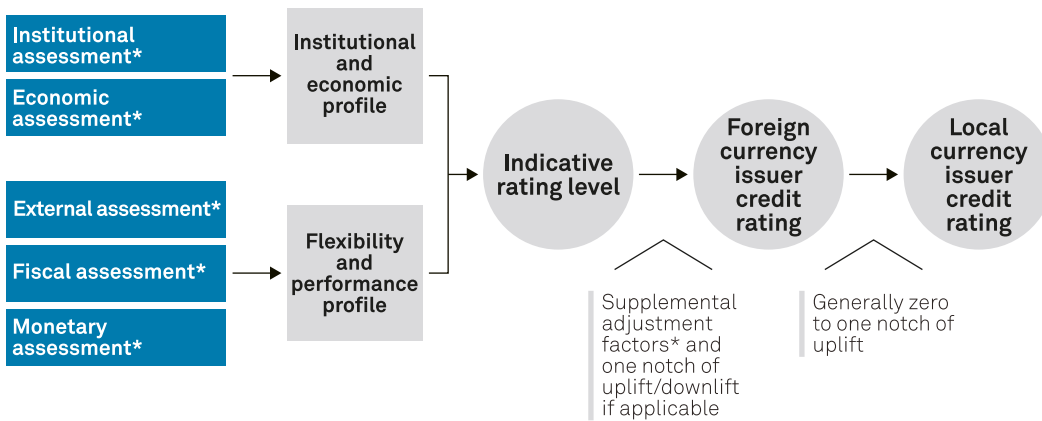 Institutional
assessment*
Economic
assessment*
External assessment*
Fiscal assessment*
Monetary
assessment*
Institutional
and
economic
profile
Flexibility
and
performance
profile
Indicative
rating level
Foreign
currency
issuer
credit
rating
Local
currency
issuer
credit
rating
Supplemental
adjustment
factors* and
one notch of
uplift/downlift
if applicable
Generally zero
to one notch of
uplift